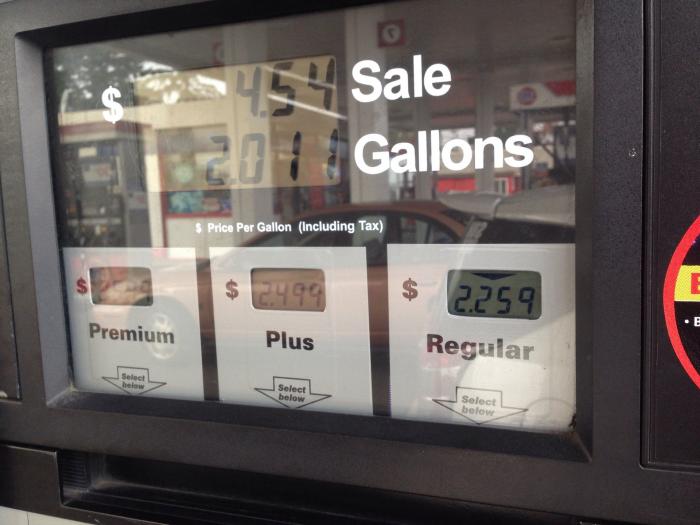 $ 4.54 Sale
2.011 Gallons
$ Price Per Gallon (Including Tax)
$
Premium
Select
below
$ 2.499
Plus
Select
below
$ 2.259
Regular
Select
below